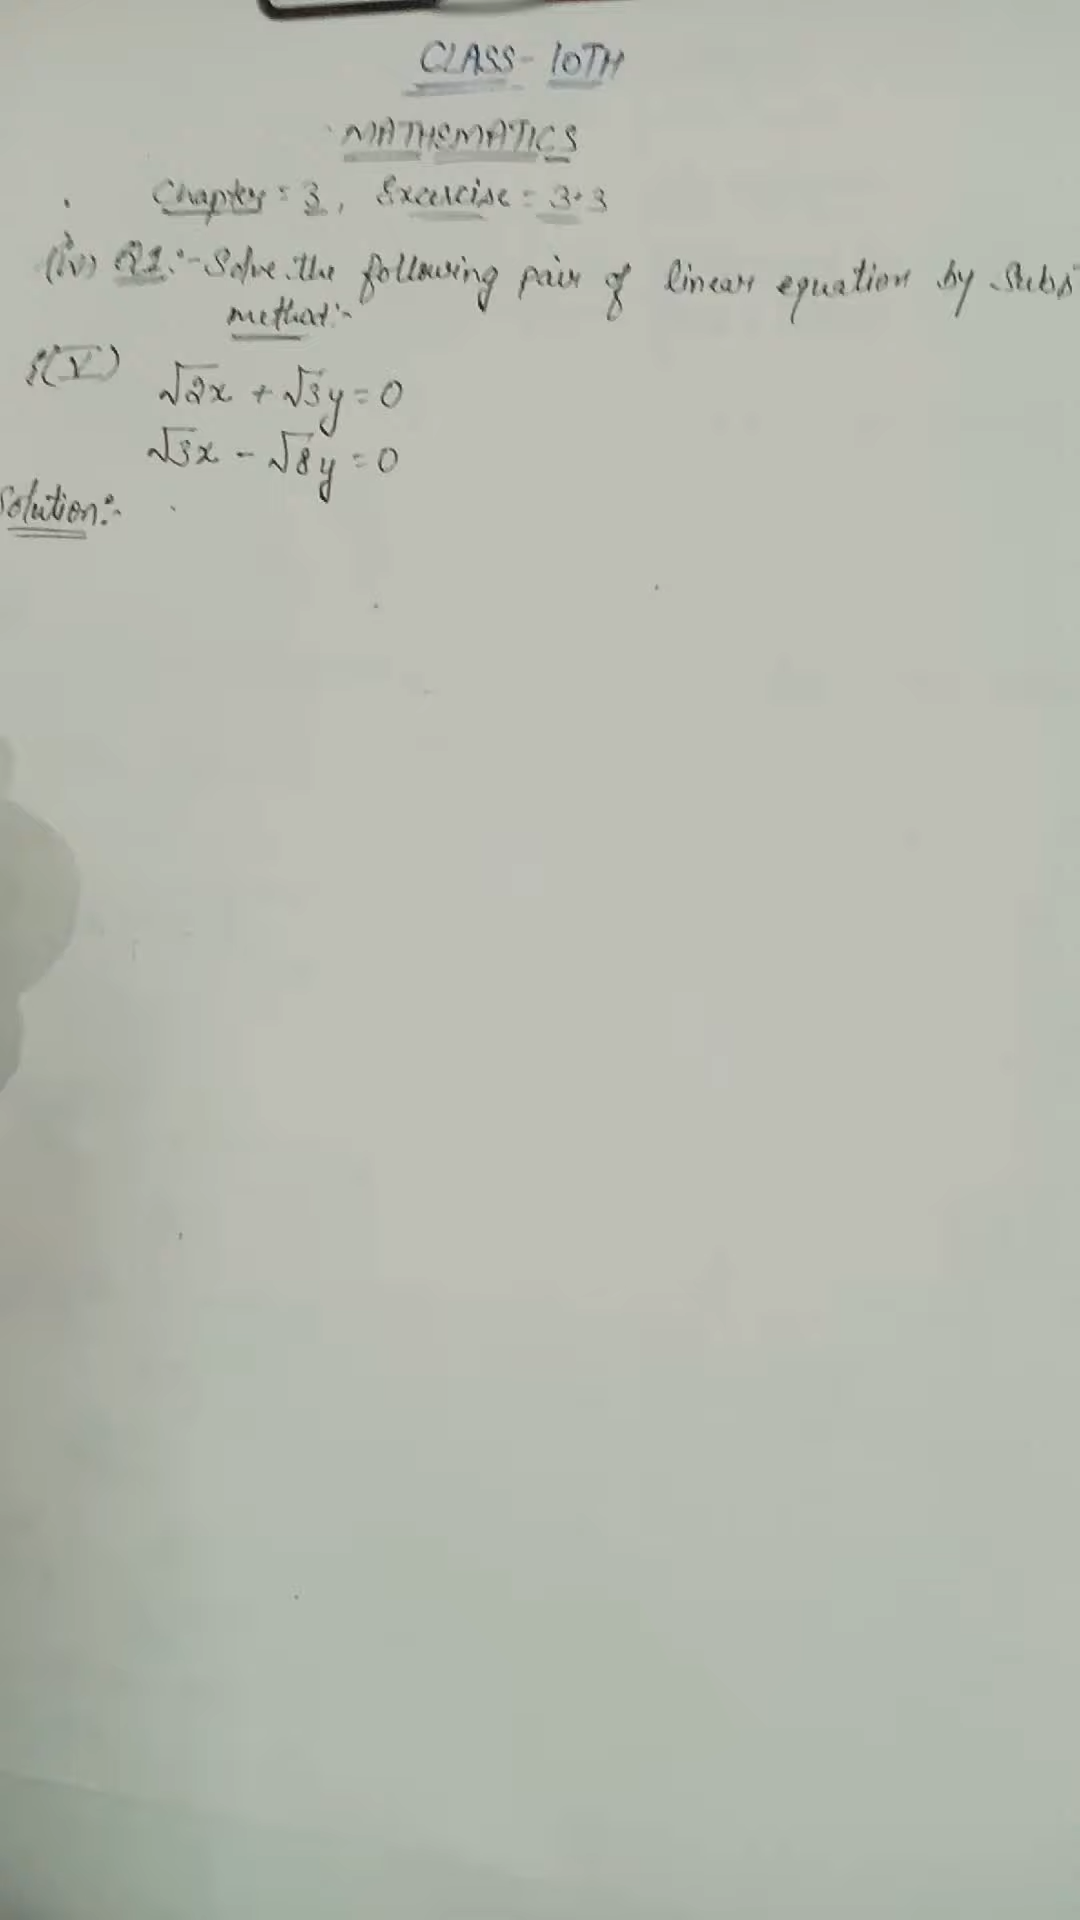 CLASS - 10TH
MATHEMATICS
Chapter = 3, Excercise = 3.3
(iv) Q1:- Solve the following pair of linear equation by Subs
method:-
(V) √2x + √3y = 0
√3x - √8y = 0
Solution:-